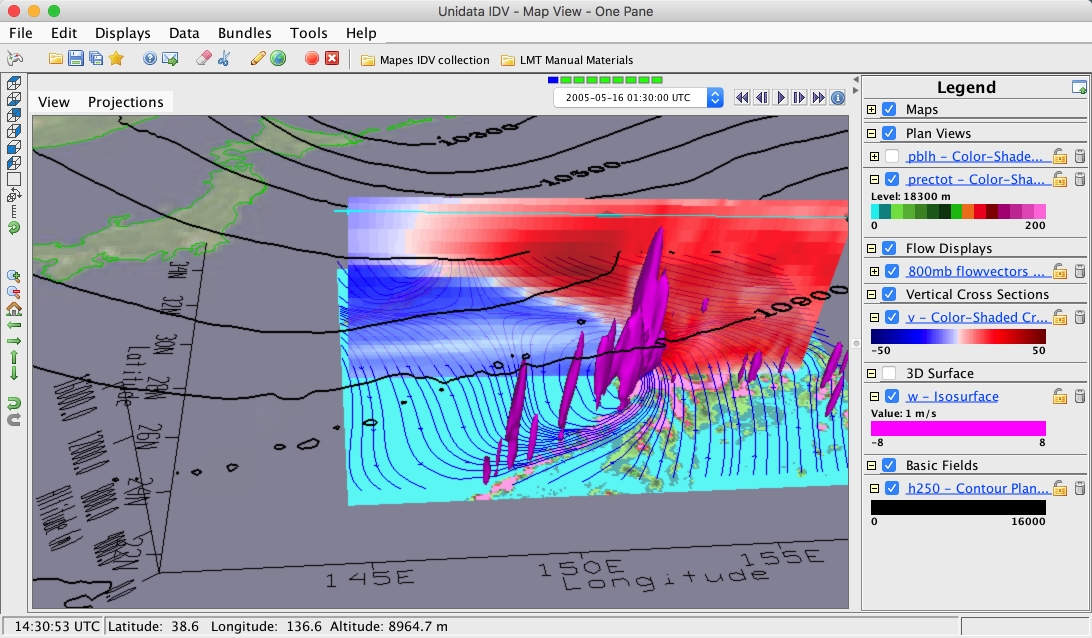 Unidata IDV - Map View - One Pane
File Edit Displays Data Bundles Tools Help
Mapes IDV collection LMT Manual Materials
View Projections
2005-05-16 01:30:00 UTC
10300
10500
10900
34N
32N
30N
28N
26N
24N
22N
Latitude
Altitude
145E
150E
155E
Longitude
Legend
Maps
Plan Views
pblh - Color-Shade...
prectot - Color-Sha...
Level: 18300 m
0 200
Flow Displays
800mb flowvectors ...
Vertical Cross Sections
v - Color-Shaded Cr...
-50 50
3D Surface
w - Isosurface
Value: 1 m/s
-8 8
Basic Fields
h250 - Contour Plan...
0 16000
14:30:53 UTC Latitude: 38.6 Longitude: 136.6 Altitude: 8964.7 m